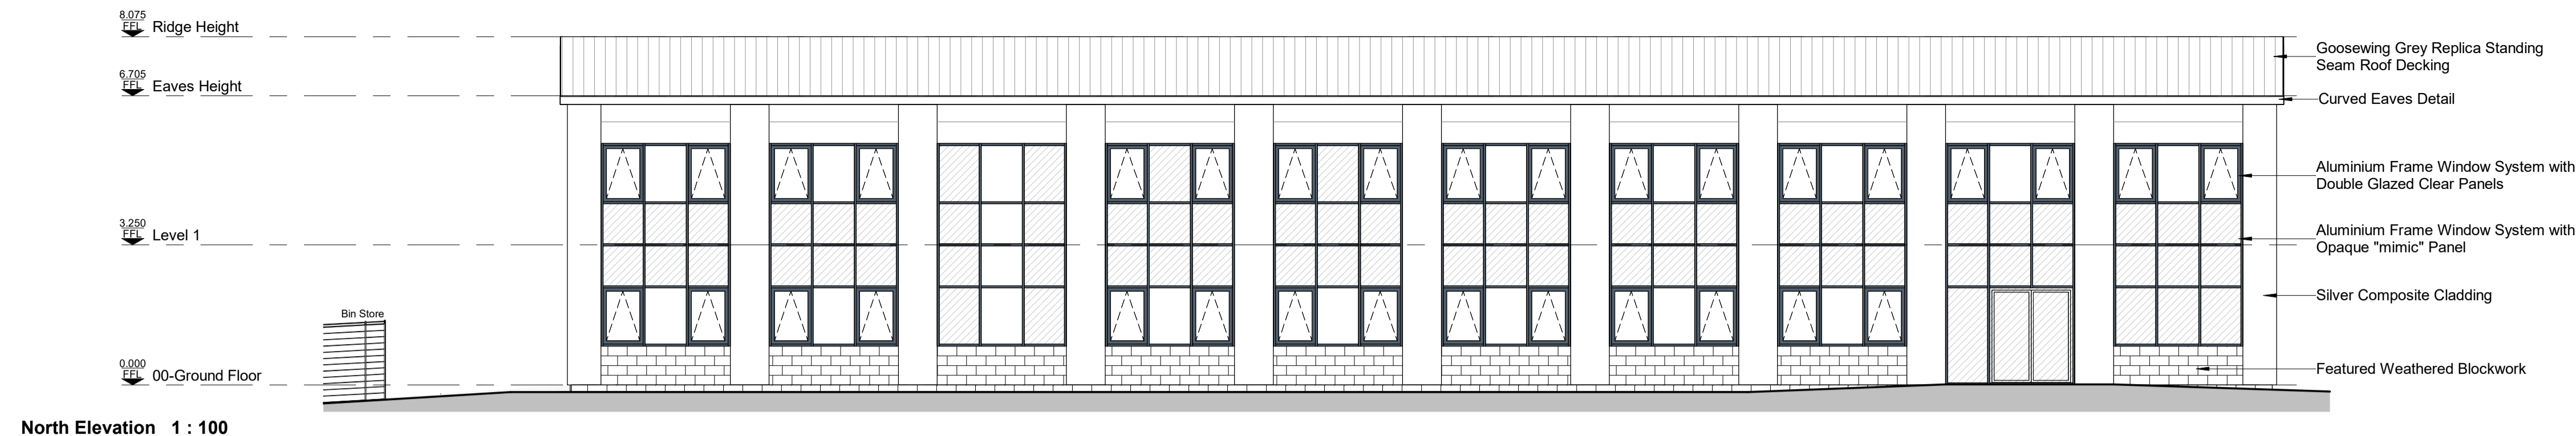 8.075
FFL
Ridge Height
6.705
FFL
Eaves Height
3.250
FFL
Level 1
Bin Store
0.000
FFL
00-Ground Floor
North Elevation 1 : 100
Goosewing Grey Replica Standing
Seam Roof Decking
Curved Eaves Detail
Aluminium Frame Window System with
Double Glazed Clear Panels
Aluminium Frame Window System with
Opaque "mimic" Panel
Silver Composite Cladding
Featured Weathered Blockwork